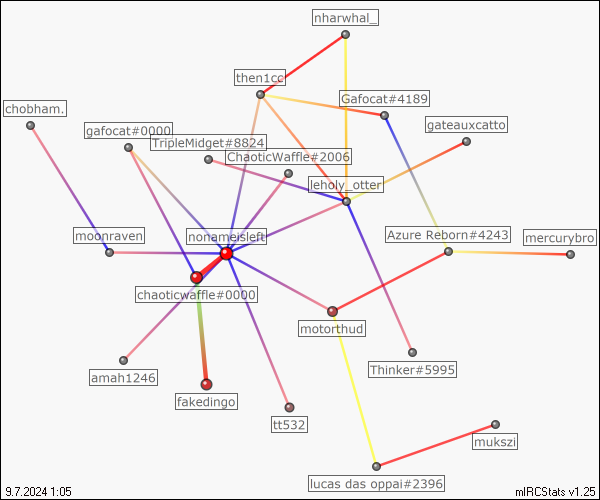 nharwhal_
then1cc
Gafocat#4189
chobham.
gafocat#0000
gateauxcatto
TripleMidget#8824
ChaoticWaffle#2006
leholy_otter
moonraven
nonameisleft
Azure Reborn#4243
mercurybro
chaoticwaffle#0000
motorthud
Thinker#5995
amah1246
fakedingo
tt532
mukszi
lucas das oppai#2396
9.7.2024 1:05
mIRCStats v1.25